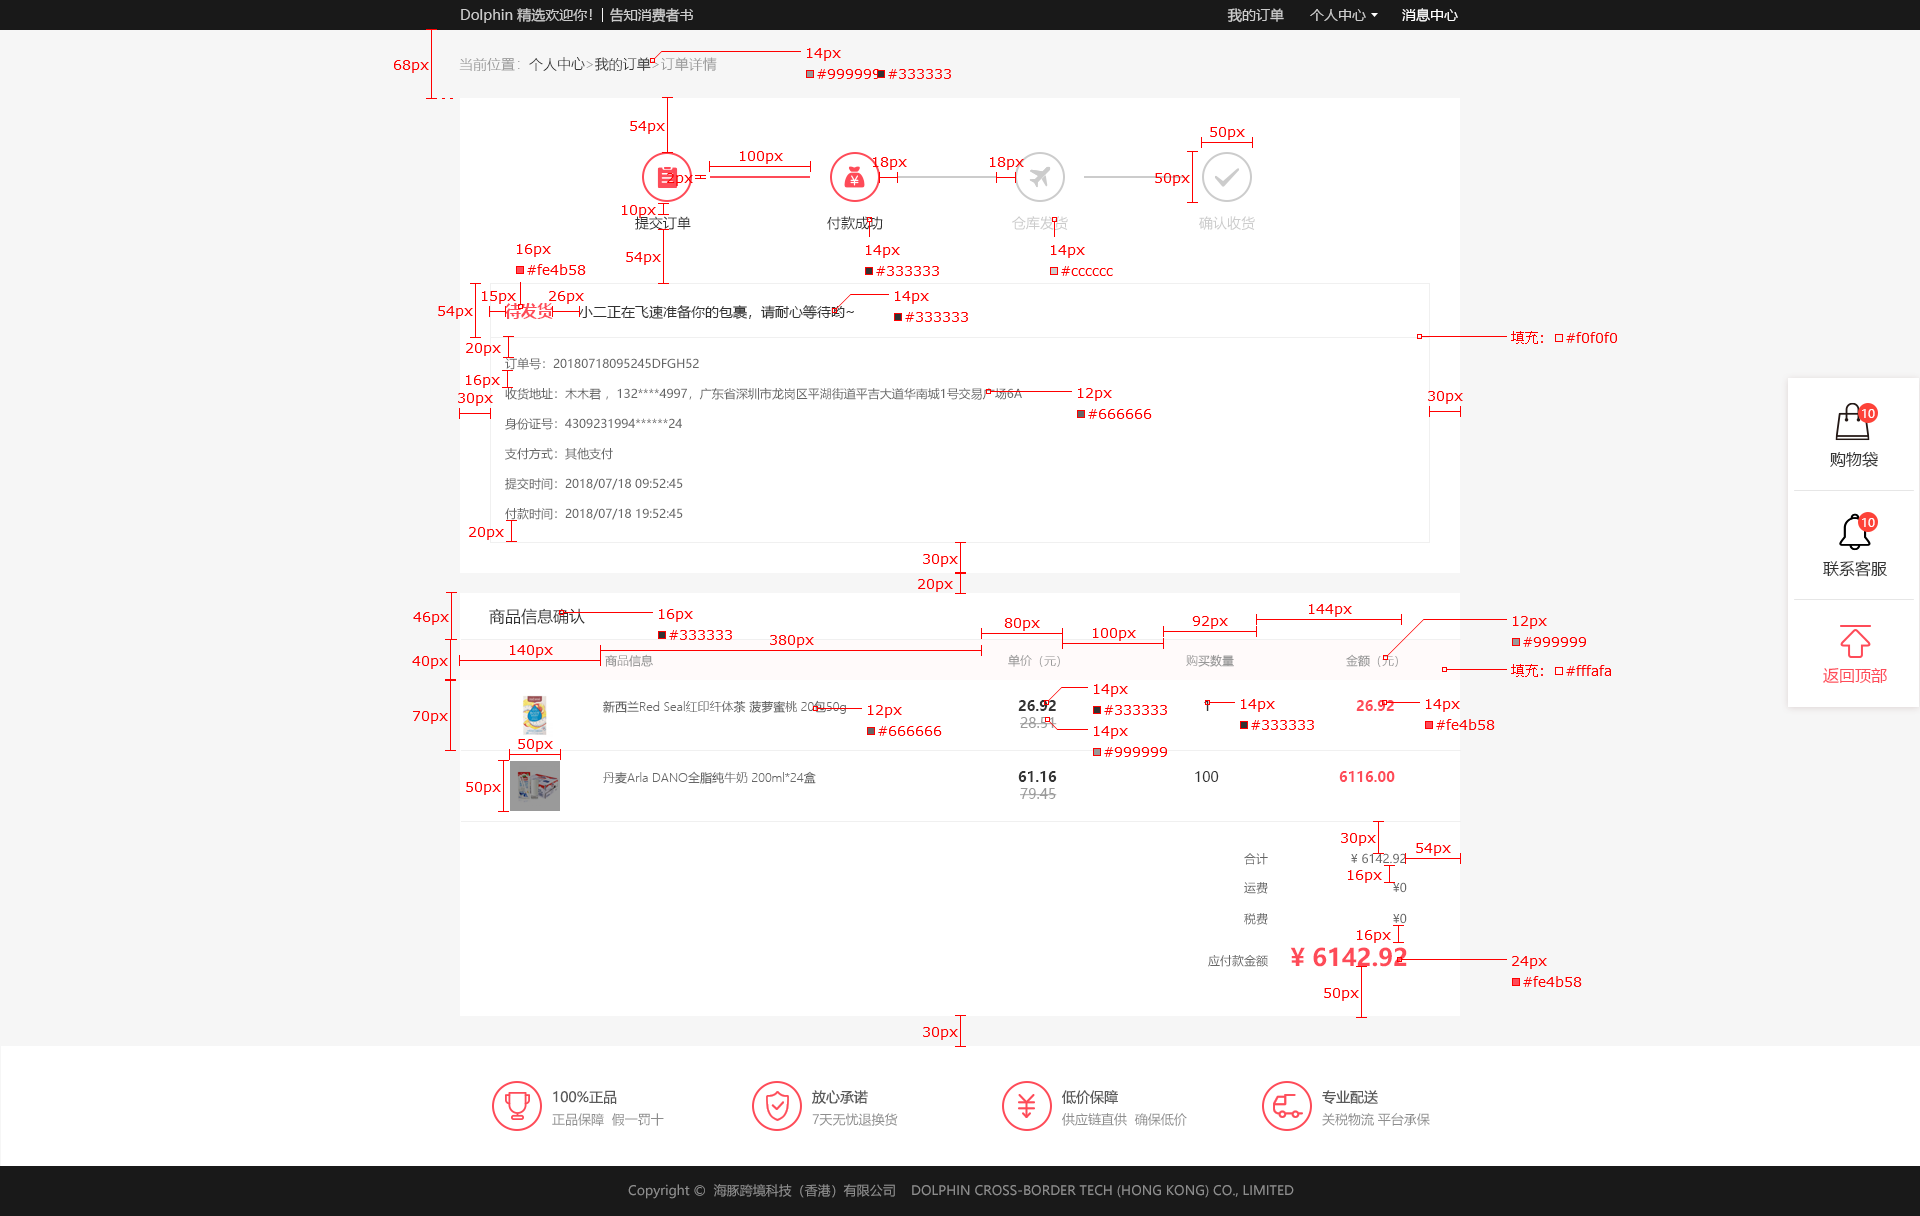 Dolphin 精选欢迎你！| 告知消费者书 我的订单 个人中心 消息中心
68px
当前位置：个人中心>我的订单>订单详情
14px
#999999 #333333
54px
100px
2px
18px
18px
50px
50px
10px
提交订单 付款成功 仓库发货 确认收货
54px
16px
#fe4b58
14px
#333333
14px
#cccccc
54px
15px
26px
待发货 小二正在飞速准备你的包裹，请耐心等待哟~
14px
#333333
填充： #f0f0f0
20px
订单号：20180718095245DFGH52
16px
收货地址：木木君 ，132****4997，广东省深圳市龙岗区平湖街道平吉大道华南城1号交易广场6A
12px
#666666
30px
30px
身份证号：4309231994******24
支付方式：其他支付
提交时间：2018/07/18 09:52:45
付款时间：2018/07/18 19:52:45
20px
30px
20px
46px
商品信息确认
16px
#333333
380px
80px
100px
92px
144px
12px
#999999
40px
140px
商品信息 单价（元） 购买数量 金额（元）
填充： #fffafa
70px
新西兰Red Seal红印纤体茶 菠萝蜜桃 20包50g
12px
#666666
26.92
28.51
14px
#333333
14px
#999999
1
14px
#333333
26.92
14px
#fe4b58
50px
50px
丹麦Arla DANO全脂纯牛奶 200ml*24盒 61.16 100 6116.00
79.45
30px
54px
合计 ¥ 6142.92
16px
运费 ¥0
税费 ¥0
16px
应付款金额 ¥ 6142.92
24px
#fe4b58
50px
30px
10
购物袋
10
联系客服
返回顶部
100%正品
正品保障 假一罚十
放心承诺
7天无忧退换货
低价保障
供应链直供 确保低价
专业配送
关税物流 平台承保
Copyright © 海豚跨境科技（香港）有限公司 DOLPHIN CROSS-BORDER TECH (HONG KONG) CO., LIMITED